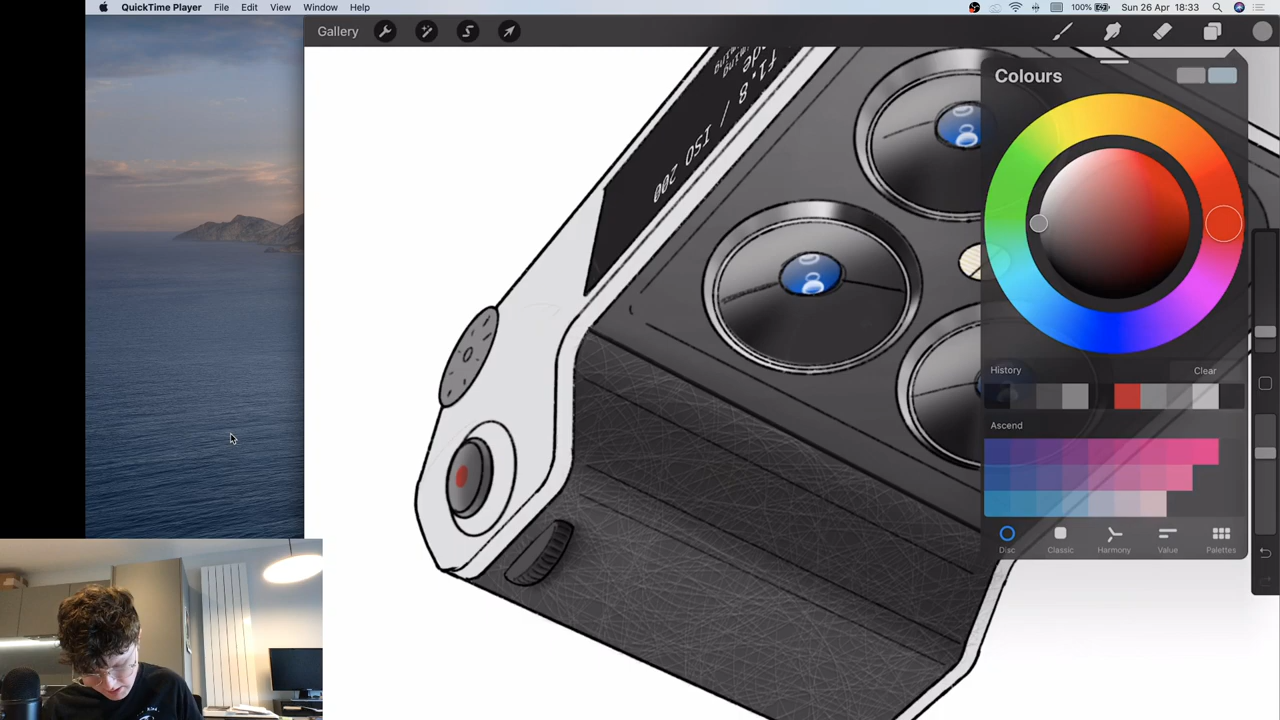 QuickTime Player File Edit View Window Help
100% Sun 26 Apr 18:33
Gallery
Colours
f1.8 / ISO 200
History Clear
Ascend
Disc Classic Harmony Value Palettes